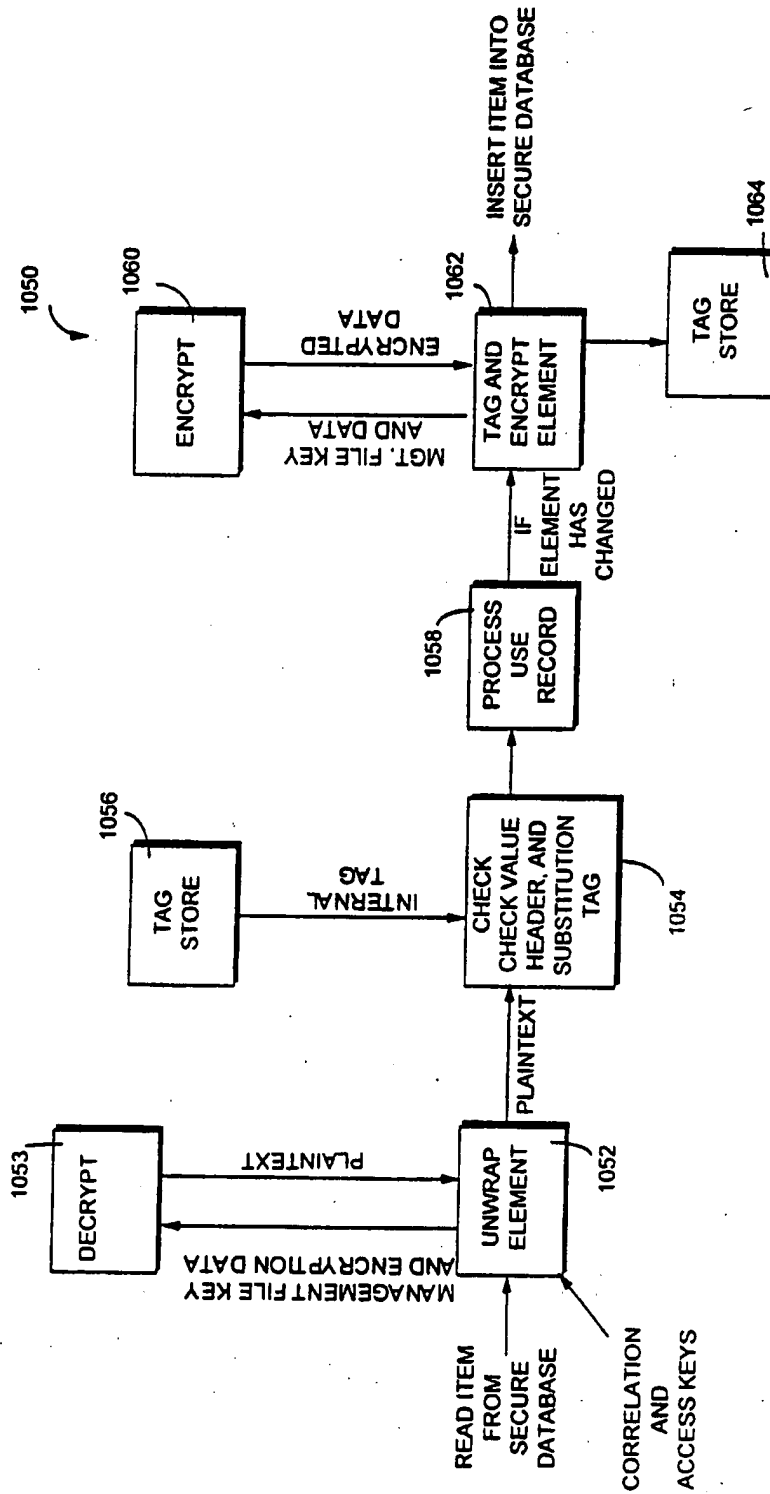 1050
1053
DECRYPT
MANAGEMENT FILE KEY
AND ENCRYPTION DATA
PLAINTEXT
READ ITEM
FROM
SECURE
DATABASE
CORRELATION
AND
ACCESS KEYS
UNWRAP
ELEMENT
1052
PLAINTEXT
1056
TAG
STORE
INTERNAL
TAG
CHECK
CHECK VALUE
HEADER, AND
SUBSTITUTION
TAG
1054
1058
PROCESS
USE
RECORD
IF
ELEMENT
HAS
CHANGED
1060
ENCRYPT
MGT. FILE KEY
AND DATA
ENCRYPTED
DATA
1062
TAG AND
ENCRYPT
ELEMENT
INSERT ITEM INTO
SECURE DATABASE
TAG
STORE
1064